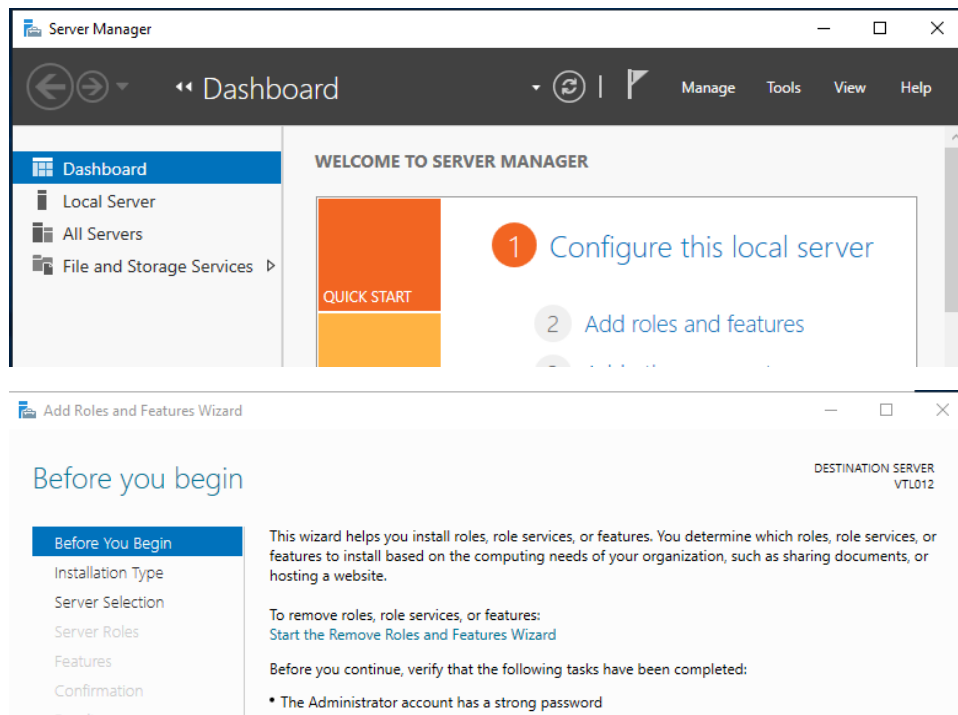 Server Manager
Dashboard
Manage Tools View Help
Dashboard
Local Server
All Servers
File and Storage Services
WELCOME TO SERVER MANAGER
QUICK START
1 Configure this local server
2 Add roles and features
Add Roles and Features Wizard
Before you begin
DESTINATION SERVER
VTL012
Before You Begin
Installation Type
Server Selection
Server Roles
Features
Confirmation
This wizard helps you install roles, role services, or features. You determine which roles, role services, or
features to install based on the computing needs of your organization, such as sharing documents, or
hosting a website.
To remove roles, role services, or features:
Start the Remove Roles and Features Wizard
Before you continue, verify that the following tasks have been completed:
• The Administrator account has a strong password